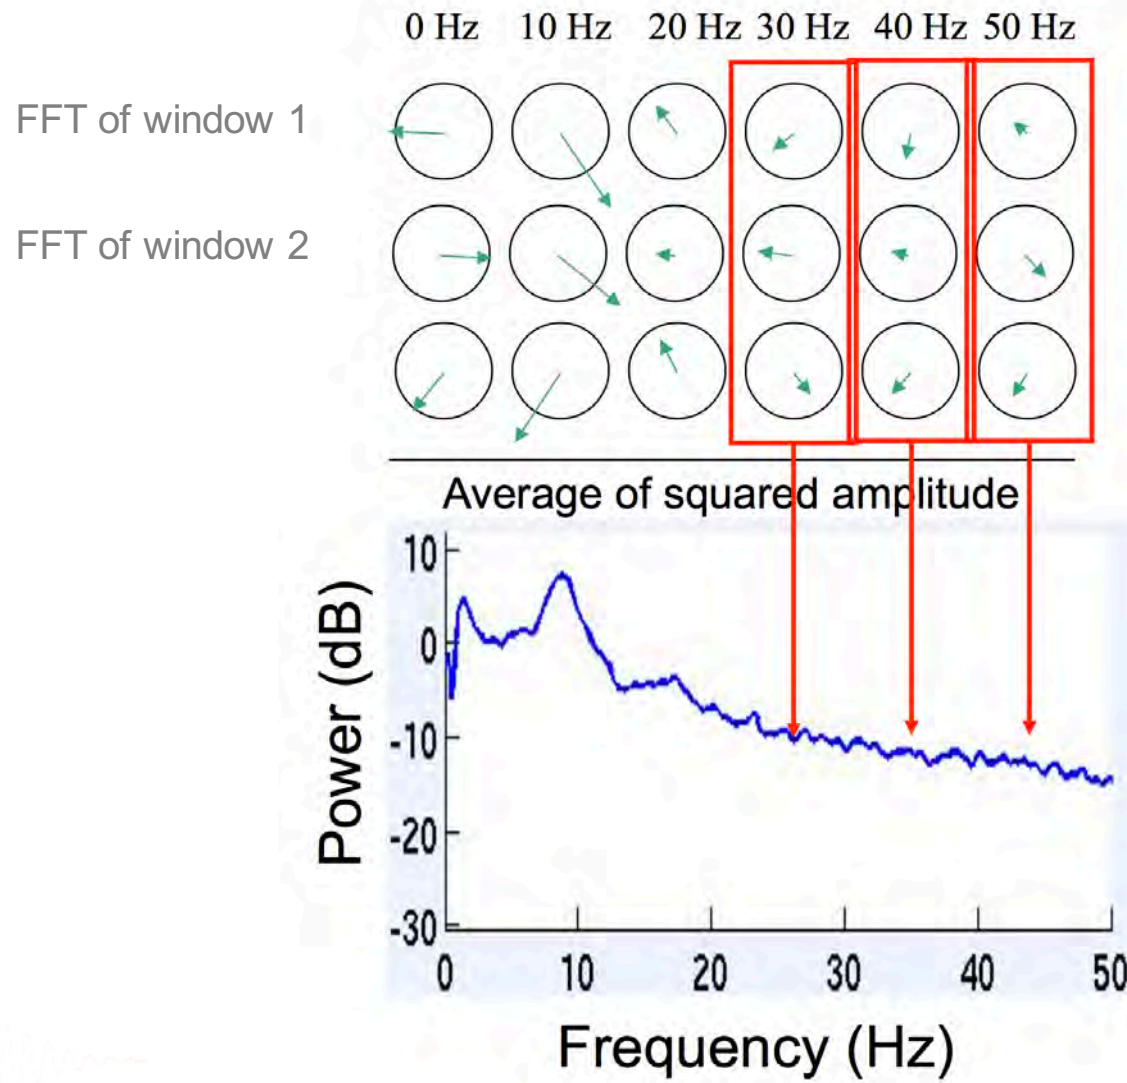 0 Hz 10 Hz 20 Hz 30 Hz 40 Hz 50 Hz
FFT of window 1
FFT of window 2
Average of squared amplitude
10
0
-10
-20
-30
Power (dB)
0 10 20 30 40 50
Frequency (Hz)